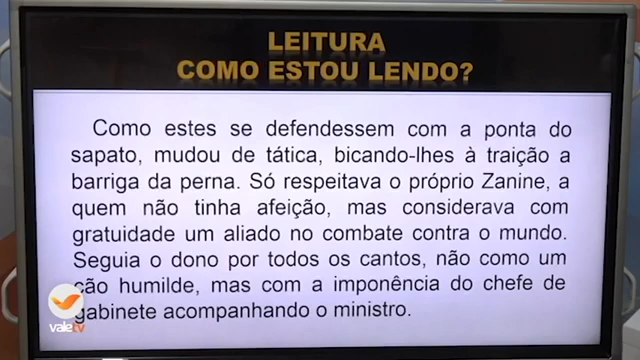 LEITURA
COMO ESTOU LENDO?
Como estes se defendessem com a ponta do
sapato, mudou de tática, bicando-lhes à traição a
barriga da perna. Só respeitava o próprio Zanine, a
quem não tinha afeição, mas considerava com
gratuidade um aliado no combate contra o mundo.
Seguia o dono por todos os cantos, não como um
cão humilde, mas com a imponência do chefe de
gabinete acompanhando o ministro.
valetv